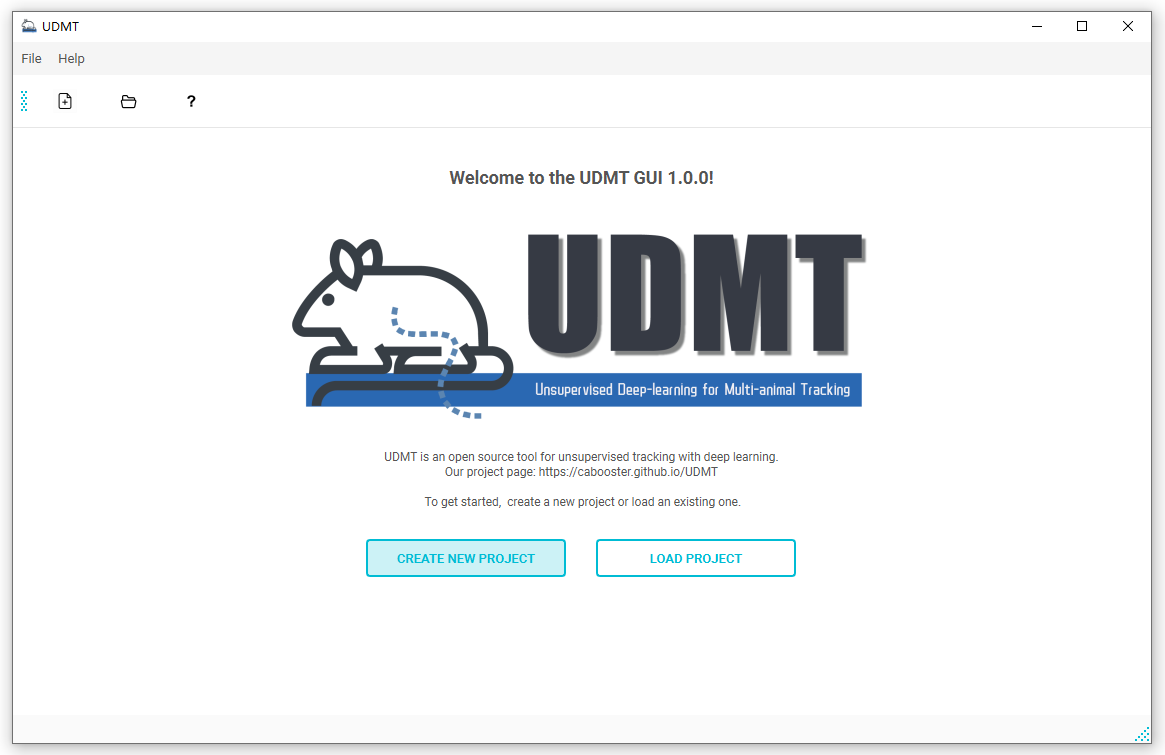 UDMT
File Help
?
Welcome to the UDMT GUI 1.0.0!
UDMT
Unsupervised Deep-learning for Multi-animal Tracking
UDMT is an open source tool for unsupervised tracking with deep learning.
Our project page: https://cabooster.github.io/UDMT
To get started,  create a new project or load an existing one.
CREATE NEW PROJECT
LOAD PROJECT